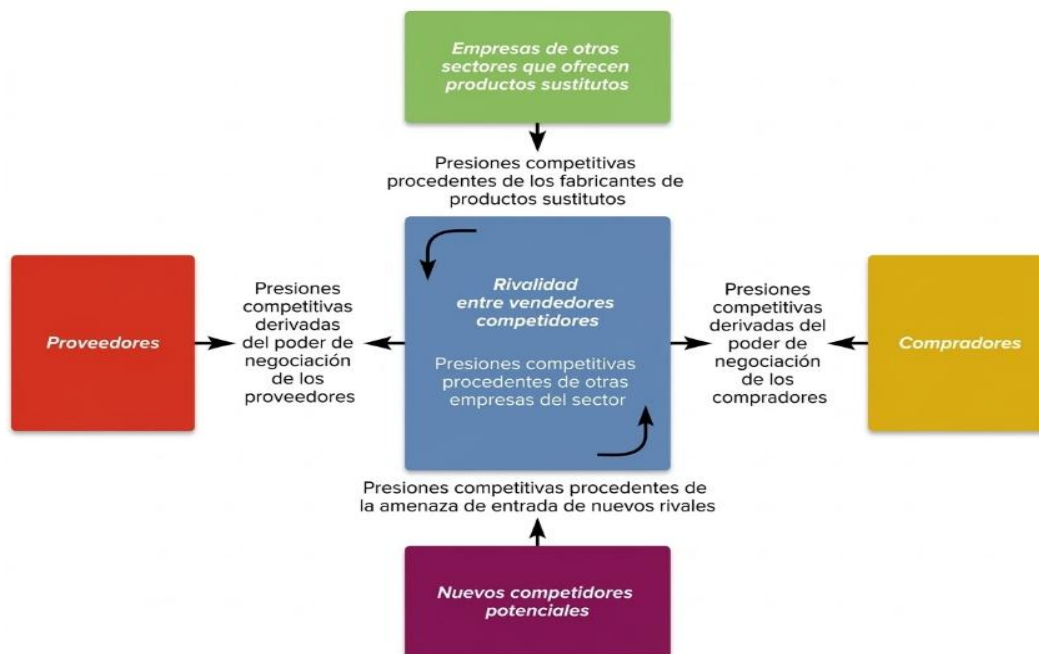 Empresas de otros
sectores que ofrecen
productos sustitutos
Presiones competitivas
procedentes de los fabricantes de
productos sustitutos
Proveedores
Presiones
competitivas
derivadas
del poder de
negociación
de los
proveedores
Rivalidad
entre vendedores
competidores
Presiones competitivas
procedentes de otras
empresas del sector
Presiones
competitivas
derivadas del
poder de
negociación
de los
compradores
Compradores
Presiones competitivas procedentes de
la amenaza de entrada de nuevos rivales
Nuevos competidores
potenciales